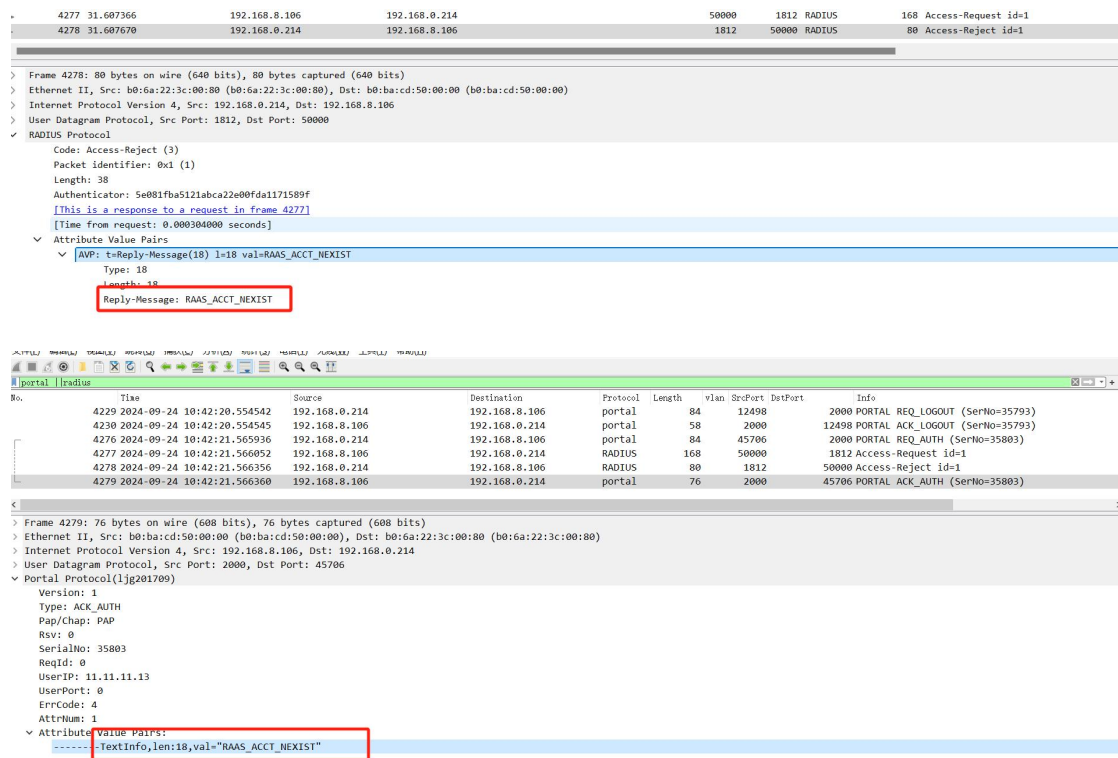 4277 31.607366 192.168.8.106 192.168.0.214 50000 1812 RADIUS 168 Access-Request id=1
4278 31.607670 192.168.0.214 192.168.8.106 1812 50000 RADIUS 80 Access-Reject id=1
Frame 4278: 80 bytes on wire (640 bits), 80 bytes captured (640 bits)
Ethernet II, Src: b0:6a:22:3c:00:80 (b0:6a:22:3c:00:80), Dst: b0:ba:cd:50:00:00 (b0:ba:cd:50:00:00)
Internet Protocol Version 4, Src: 192.168.0.214, Dst: 192.168.8.106
User Datagram Protocol, Src Port: 1812, Dst Port: 50000
RADIUS Protocol
Code: Access-Reject (3)
Packet identifier: 0x1 (1)
Length: 38
Authenticator: 5e081fba5121abca22e00fda1171589f
[This is a response to a request in frame 4277]
[Time from request: 0.000304000 seconds]
Attribute Value Pairs
AVP: t=Reply-Message(18) l=18 val=RAAS_ACCT_NEXIST
Type: 18
Length: 18
Reply-Message: RAAS_ACCT_NEXIST
portal ||radius
No. Time Source Destination Protocol Length vlan SrcPort DstPort Info
4229 2024-09-24 10:42:20.554542 192.168.0.214 192.168.8.106 portal 84 12498 2000 PORTAL REQ_LOGOUT (SerNo=35793)
4230 2024-09-24 10:42:20.554545 192.168.8.106 192.168.0.214 portal 58 2000 12498 PORTAL ACK_LOGOUT (SerNo=35793)
4276 2024-09-24 10:42:21.565936 192.168.0.214 192.168.8.106 portal 84 45706 2000 PORTAL REQ_AUTH (SerNo=35803)
4277 2024-09-24 10:42:21.566052 192.168.8.106 192.168.0.214 RADIUS 168 50000 1812 Access-Request id=1
4278 2024-09-24 10:42:21.566356 192.168.0.214 192.168.8.106 RADIUS 80 1812 50000 Access-Reject id=1
4279 2024-09-24 10:42:21.566360 192.168.8.106 192.168.0.214 portal 76 2000 45706 PORTAL ACK_AUTH (SerNo=35803)
Frame 4279: 76 bytes on wire (608 bits), 76 bytes captured (608 bits)
Ethernet II, Src: b0:ba:cd:50:00:00 (b0:ba:cd:50:00:00), Dst: b0:6a:22:3c:00:80 (b0:6a:22:3c:00:80)
Internet Protocol Version 4, Src: 192.168.8.106, Dst: 192.168.0.214
User Datagram Protocol, Src Port: 2000, Dst Port: 45706
Portal Protocol(ljg201709)
Version: 1
Type: ACK_AUTH
Pap/Chap: PAP
Rsv: 0
SerialNo: 35803
ReqId: 0
UserIP: 11.11.11.13
UserPort: 0
ErrCode: 4
AttrNum: 1
Attribute Value Pairs:
--------TextInfo,len:18,val="RAAS_ACCT_NEXIST"